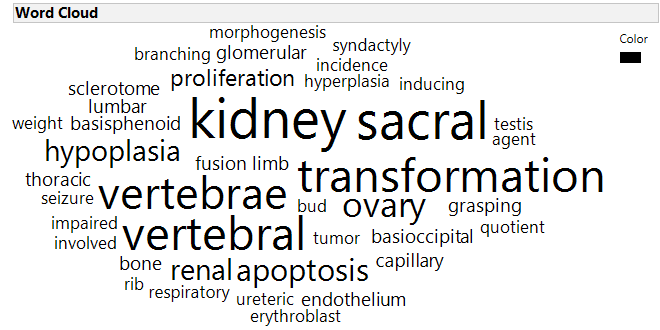 Word Cloud
Color
morphogenesis
branching glomerular syndactyly
incidence
proliferation hyperplasia inducing
sclerotome
lumbar
weight basisphenoid kidney sacral testis
agent
hypoplasia
fusion limb
thoracic transformation
seizure vertebrae bud ovary grasping
impaired vertebral quotient
involved tumor basioccipital
bone renal apoptosis capillary
rib respiratory
ureteric endothelium
erythroblast